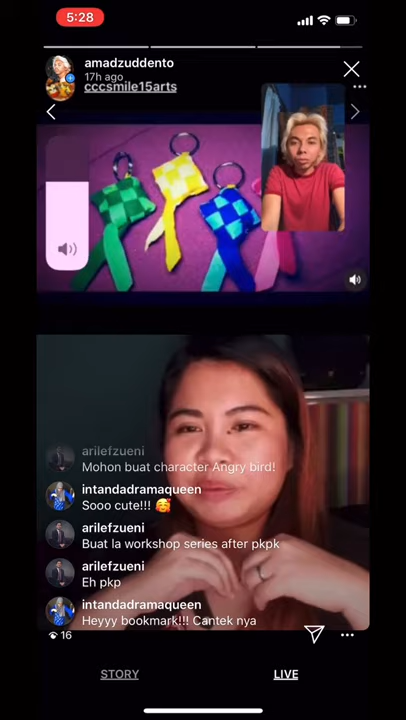 5:28
amadzuddento
17h ago
cccsmile15arts
arilefzueni
Mohon buat character Angry bird!
intandadramaqueen
Sooo cute!!! 🥰
arilefzueni
Buat la workshop series after pkpk
arilefzueni
Eh pkp
intandadramaqueen
Heyyy bookmark!!! Cantek nya
16
STORY
LIVE